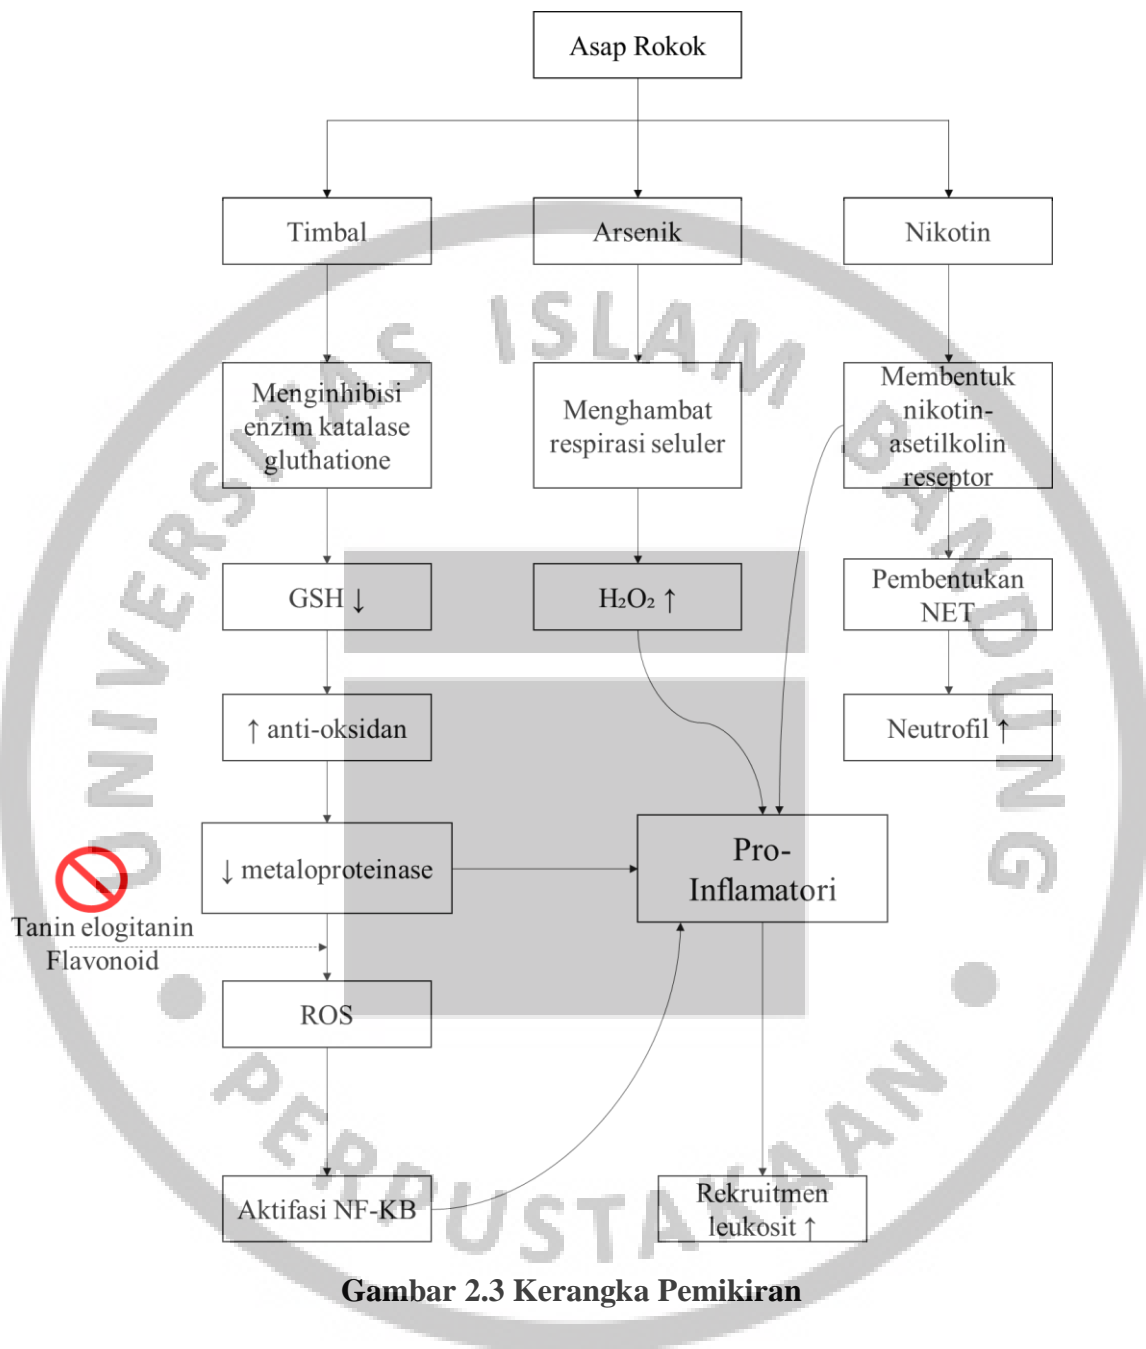 Asap Rokok
Timbal
Arsenik
Nikotin
Menginhibisi
enzim katalase
gluthatione
Menghambat
respirasi seluler
Membentuk
nikotin-
asetilkolin
reseptor
GSH ↓
H₂O₂ ↑
Pembentukan
NET
↑ anti-oksidan
Neutrofil ↑
↓ metaloproteinase
Pro-
Inflamatori
Tanin elogitanin
Flavonoid
ROS
Aktifasi NF-KB
Rekruitmen
leukosit ↑
Gambar 2.3 Kerangka Pemikiran
UNIVERSITAS ISLAM BANDUNG
PERPUSTAKAAN